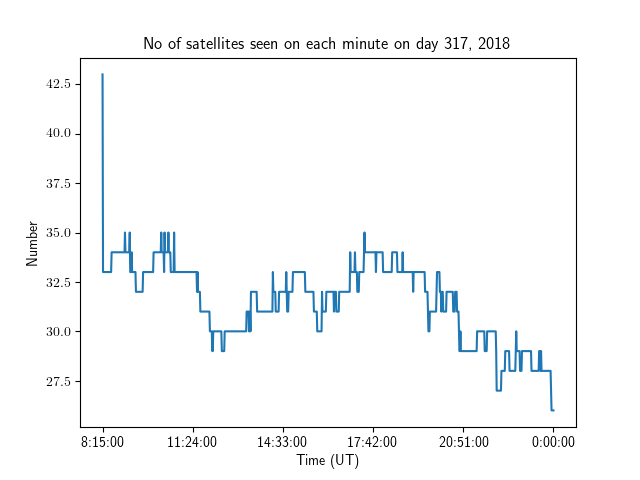 No of satellites seen on each minute on day 317, 2018
42.5
40.0
37.5
35.0
32.5
30.0
27.5
Number
8:15:00 11:24:00 14:33:00 17:42:00 20:51:00 0:00:00
Time (UT)